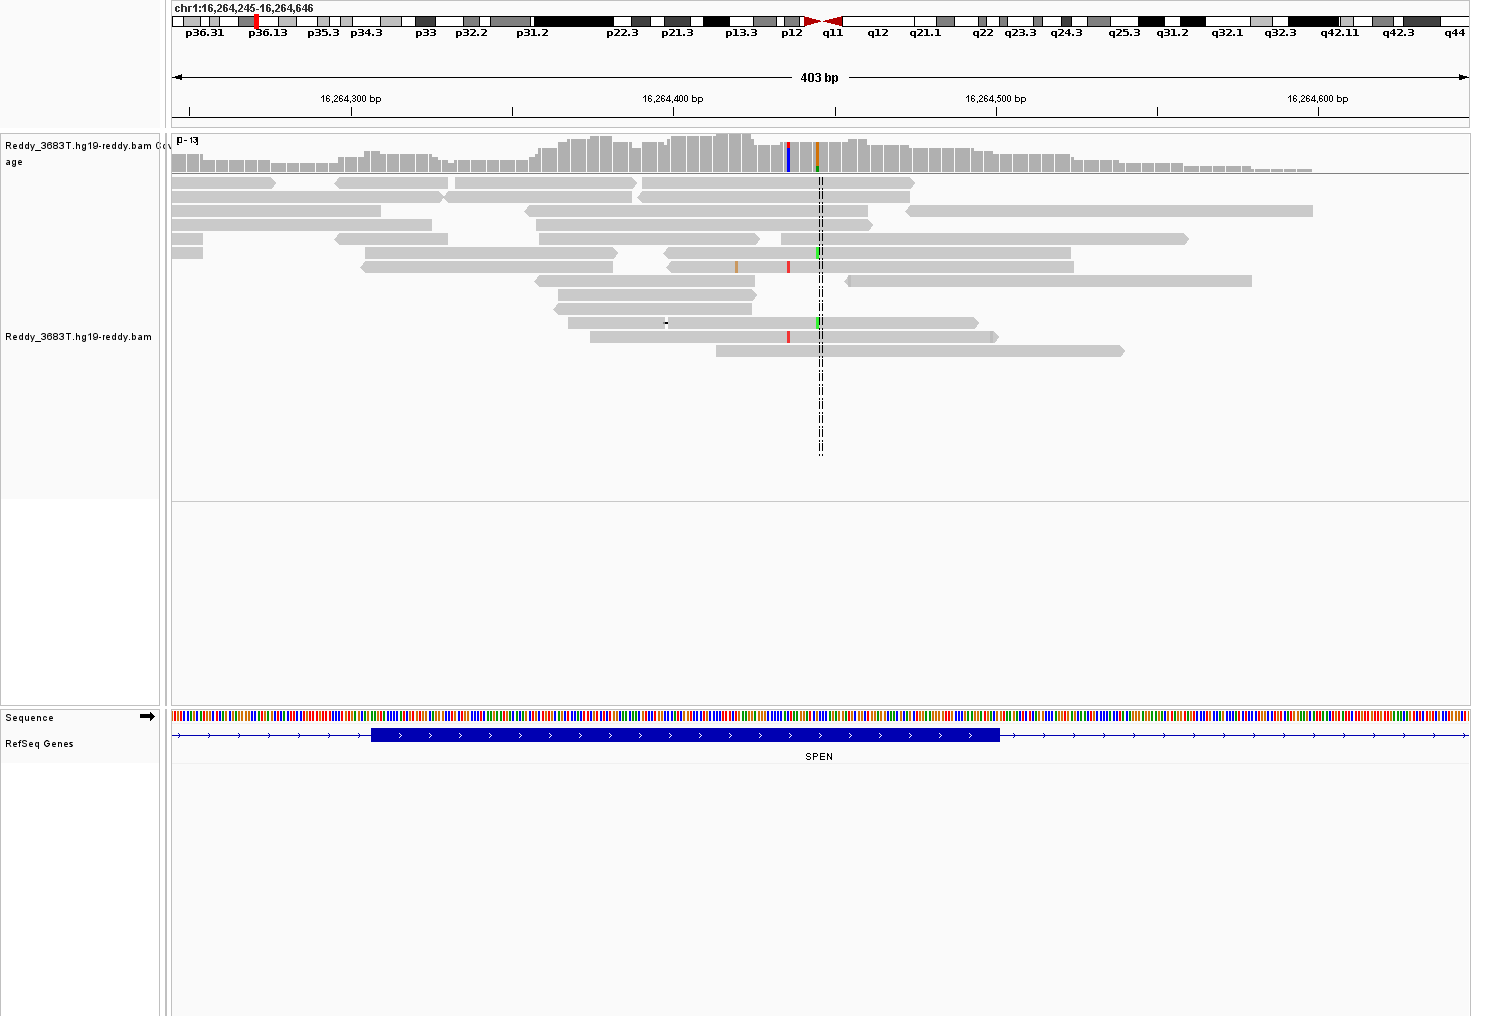 chr1:16,264,245-16,264,646
p36.31 p36.13 p35.3 p34.3 p33 p32.2 p31.2 p22.3 p21.3 p13.3 p12 q11 q12 q21.1 q22 q23.3 q24.3 q25.3 q31.2 q32.1 q32.3 q42.11 q42.3 q44
403 bp
16,264,300 bp 16,264,400 bp 16,264,500 bp 16,264,600 bp
Reddy_3683T.hg19-reddy.bam Cov
age
[0 - 13]
Reddy_3683T.hg19-reddy.bam
Sequence
RefSeq Genes
SPEN